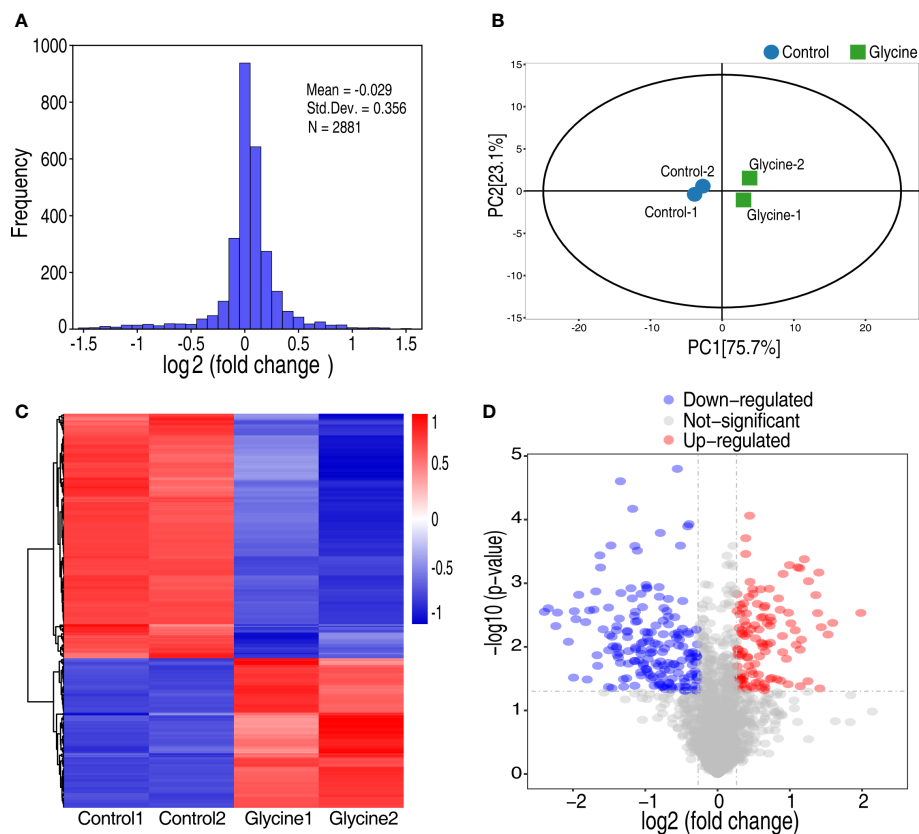 A
1000
800
600
400
200
0
Frequency
Mean = -0.029
Std.Dev. = 0.356
N = 2881
-1.5 -1 -0.5 0 0.5 1 1.5
log2 (fold change )
B
Control Glycine
15
10
5
0
-5
-10
-15
PC2[23.1%]
Control-2
Control-1
Glycine-2
Glycine-1
-20 -10 0 10 20
PC1[75.7%]
C
1
0.5
0
-0.5
-1
Control1 Control2 Glycine1 Glycine2
D
Down−regulated
Not−significant
Up−regulated
5
4
3
2
1
0
−log10 (p−value)
−2 −1 0 1 2
log2 (fold change)